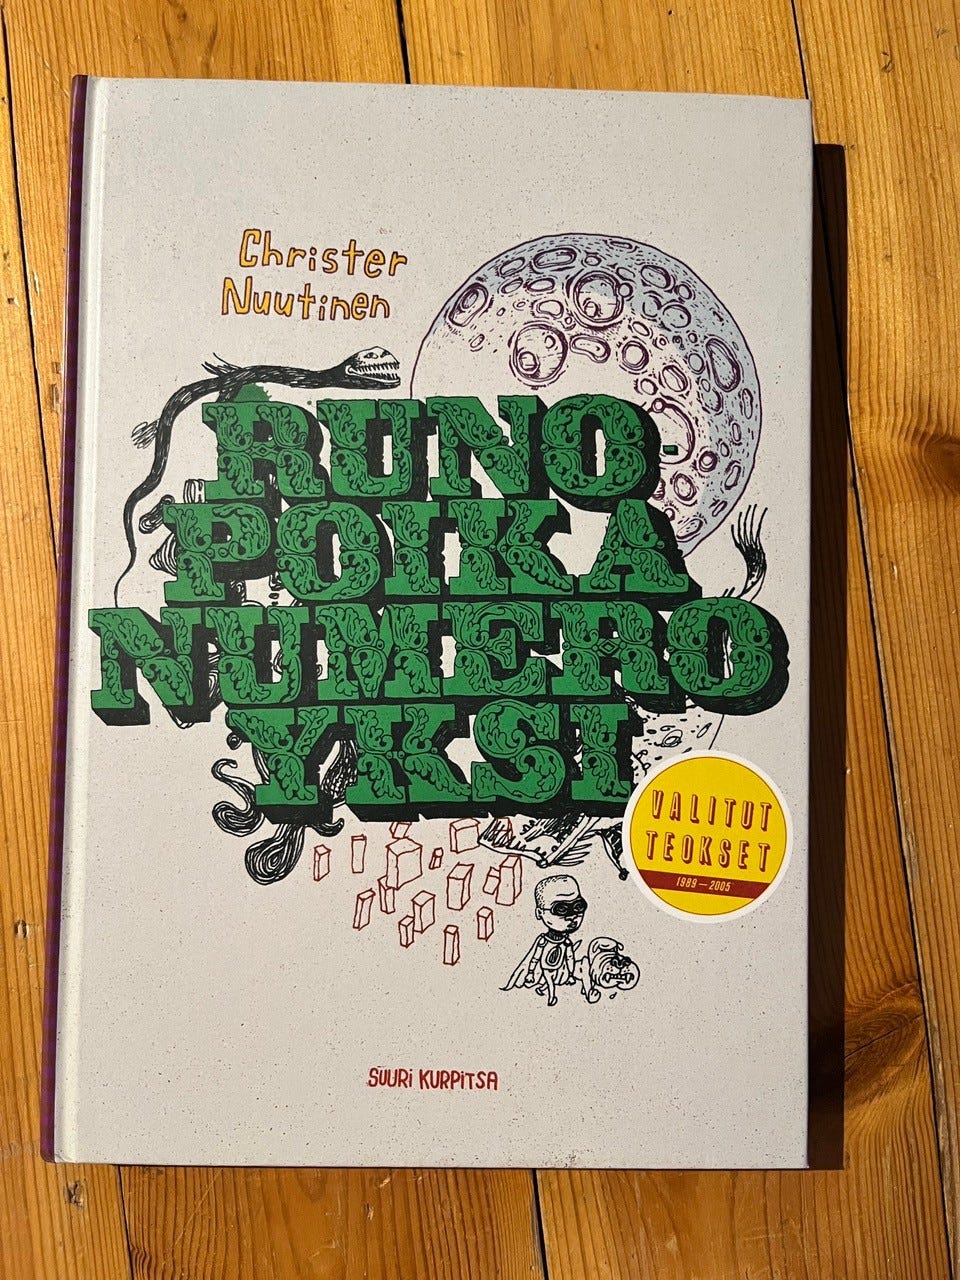 Christer
Nuutinen
RUNO-
POIKA
NUMERO
YKSI
VALITUT
TEOKSET
1989–2005
SUURI KURPITSA